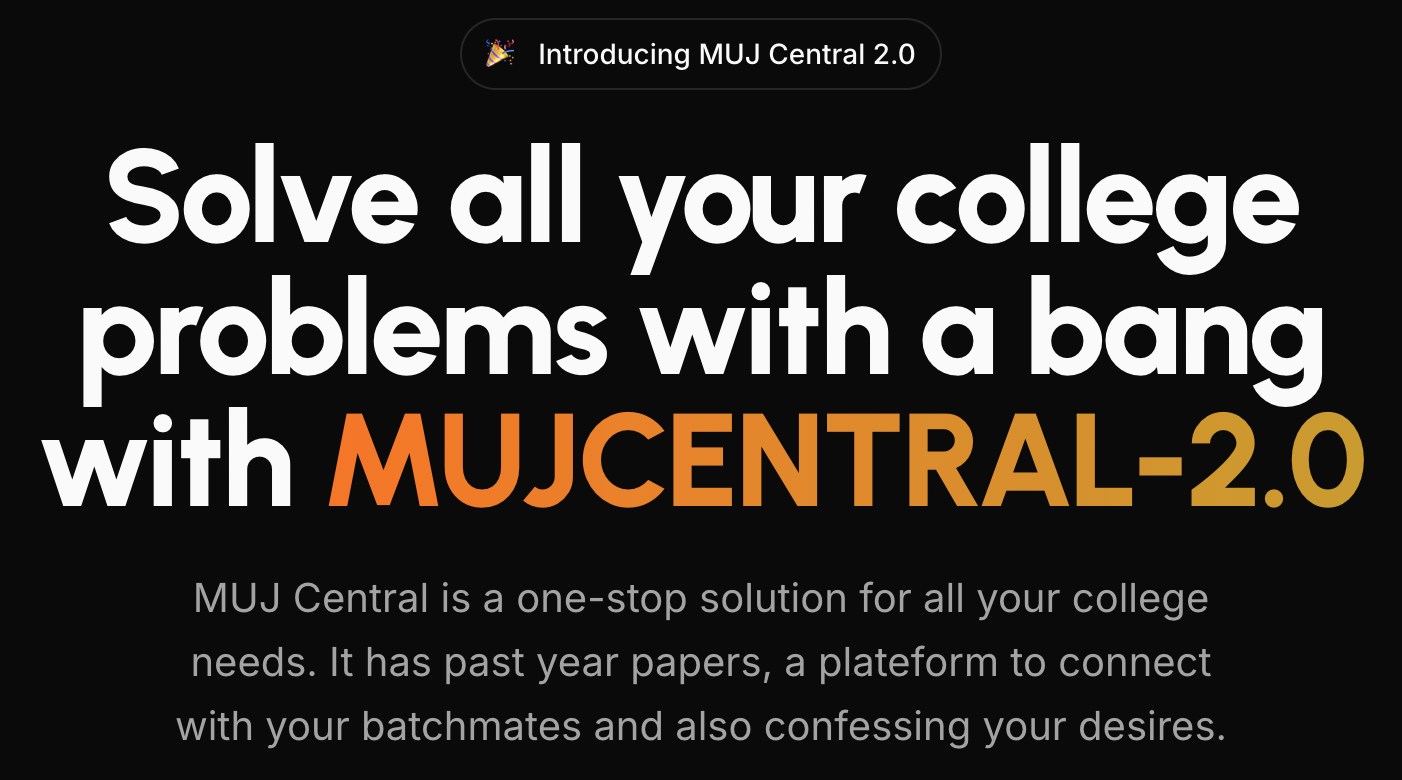 🎉 Introducing MUJ Central 2.0
Solve all your college
problems with a bang
with MUJCENTRAL-2.0
MUJ Central is a one-stop solution for all your college
needs. It has past year papers, a plateform to connect
with your batchmates and also confessing your desires.